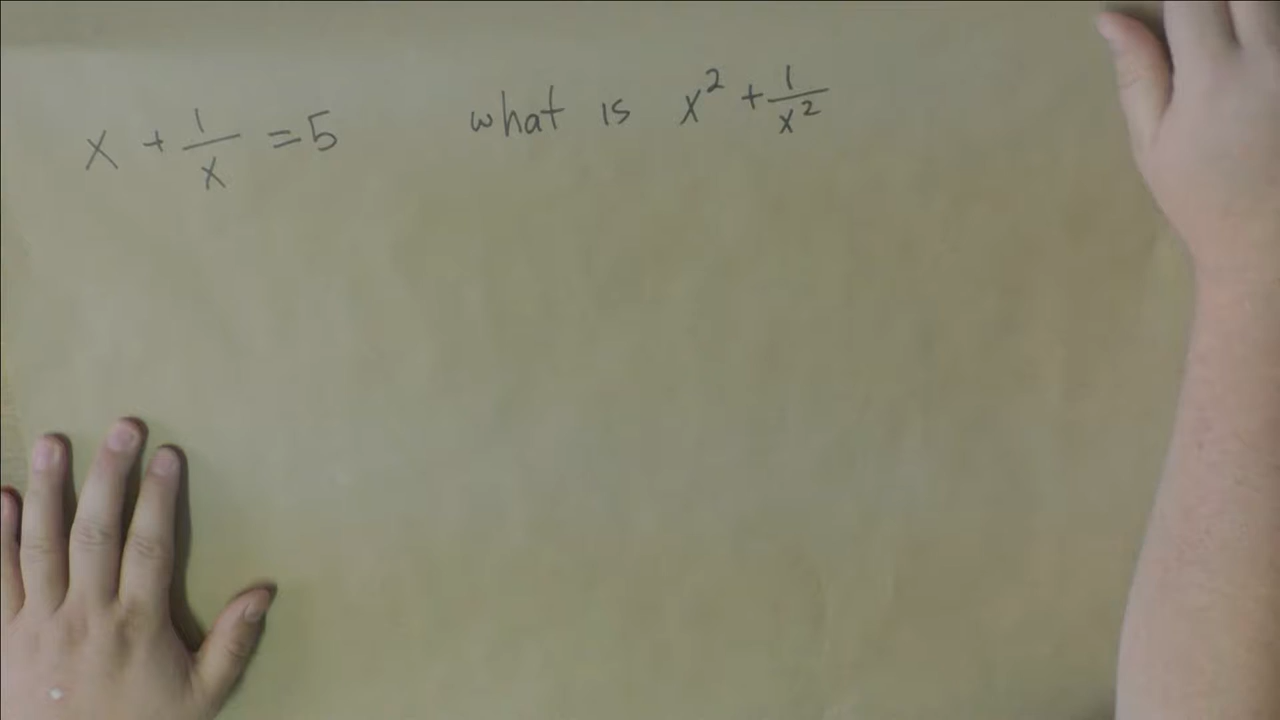 x + 1/x = 5 what is x² + 1/x²